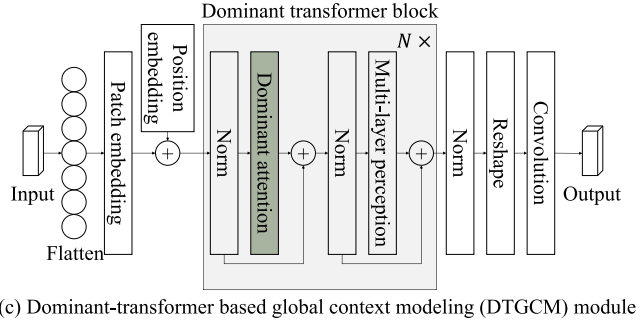 Dominant transformer block
N ×
Position
embedding
Input
Flatten
Patch embedding
+
Norm
Dominant attention
+
Norm
Multi-layer perception
+
Norm
Reshape
Convolution
Output
(c) Dominant-transformer based global context modeling (DTGCM) module